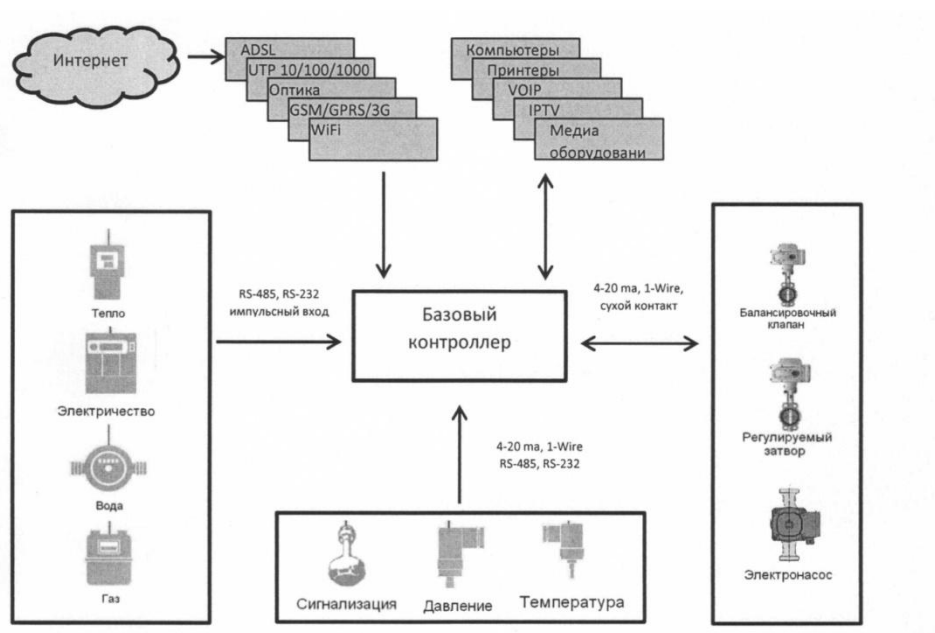 Интернет
ADSL
UTP 10/100/1000
Оптика
GSM/GPRS/3G
WiFi
Компьютеры
Принтеры
VOIP
IPTV
Медиа
оборудовани
Тепло
Электричество
Вода
Газ
RS-485, RS-232
импульсный вход
Базовый
контроллер
4-20 ma, 1-Wire,
сухой контакт
4-20 ma, 1-Wire
RS-485, RS-232
Сигнализация
Давление
Температура
Балансировочный
клапан
Регулируемый
затвор
Электронасос